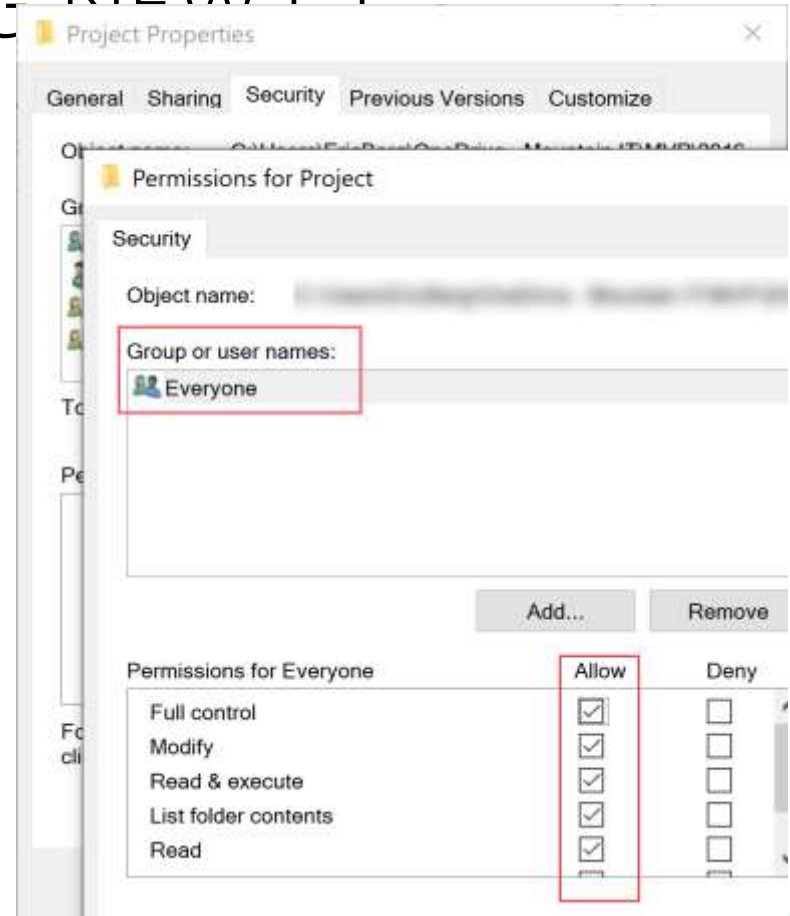 Project Properties
General Sharing Security Previous Versions Customize
Permissions for Project
Security
Object name:
Group or user names:
Everyone
Add... Remove
Permissions for Everyone Allow Deny
Full control
Modify
Read & execute
List folder contents
Read